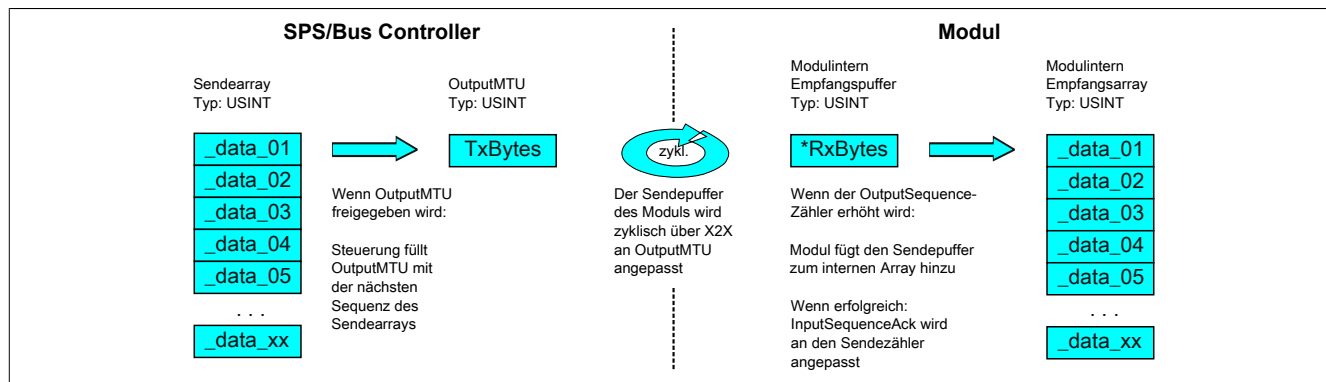 SPS/Bus Controller
Modul
Sendearray
Typ: USINT
OutputMTU
Typ: USINT
Modulintern
Empfangspuffer
Typ: USINT
Modulintern
Empfangsarray
Typ: USINT
_data_01
_data_02
_data_03
_data_04
_data_05
. . .
_data_xx
TxBytes
Wenn OutputMTU
freigegeben wird:
Steuerung füllt
OutputMTU mit
der nächsten
Sequenz des
Sendearrays
zykl.
Der Sendepuffer
des Moduls wird
zyklisch über X2X
an OutputMTU
angepasst
*RxBytes
Wenn der OutputSequence-
Zähler erhöht wird:
Modul fügt den Sendepuffer
zum internen Array hinzu
Wenn erfolgreich:
InputSequenceAck wird
an den Sendezähler
angepasst
_data_01
_data_02
_data_03
_data_04
_data_05
. . .
_data_xx